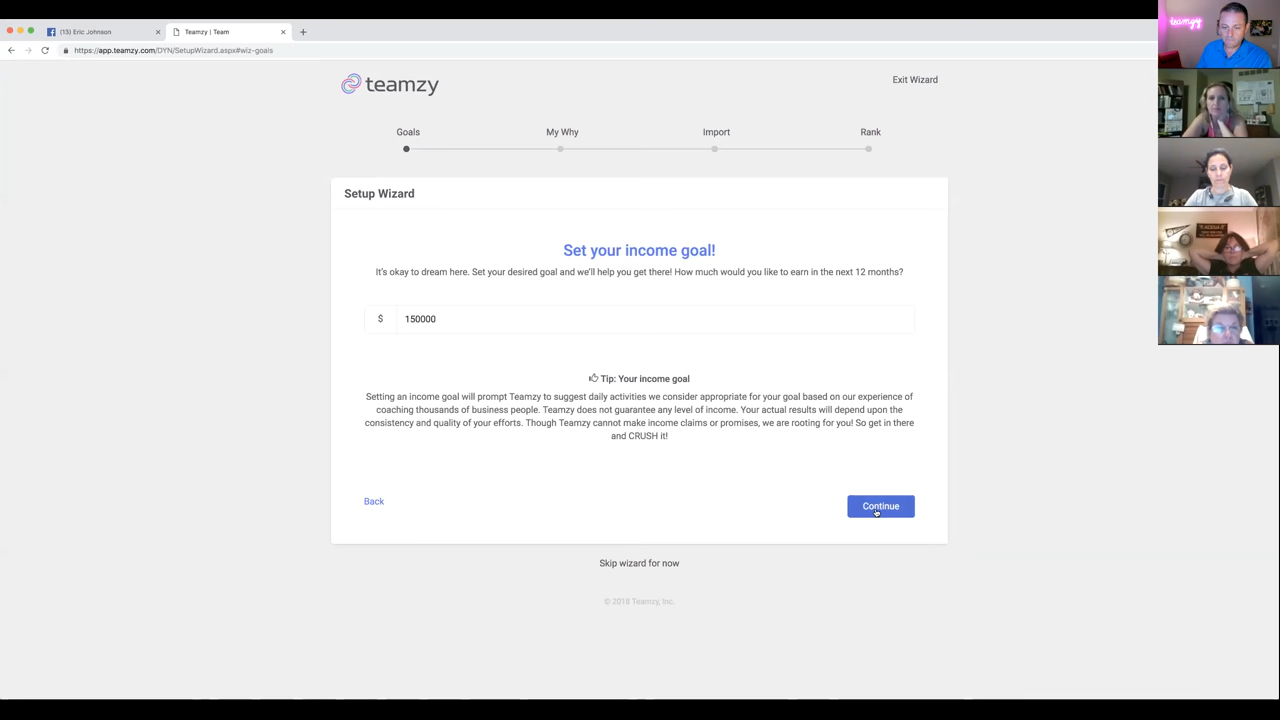 (13) Eric Johnson
Teamzy | Team
https://app.teamzy.com/DYN/SetupWizard.aspx#wiz-goals
teamzy
teamzy
Exit Wizard
Goals
My Why
Import
Rank
Setup Wizard
Set your income goal!
It's okay to dream here. Set your desired goal and we'll help you get there! How much would you like to earn in the next 12 months?
$ 150000
Tip: Your income goal
Setting an income goal will prompt Teamzy to suggest daily activities we consider appropriate for your goal based on our experience of
coaching thousands of business people. Teamzy does not guarantee any level of income. Your actual results will depend upon the
consistency and quality of your efforts. Though Teamzy cannot make income claims or promises, we are rooting for you! So get in there
and CRUSH it!
Back
Continue
Skip wizard for now
© 2018 Teamzy, Inc.